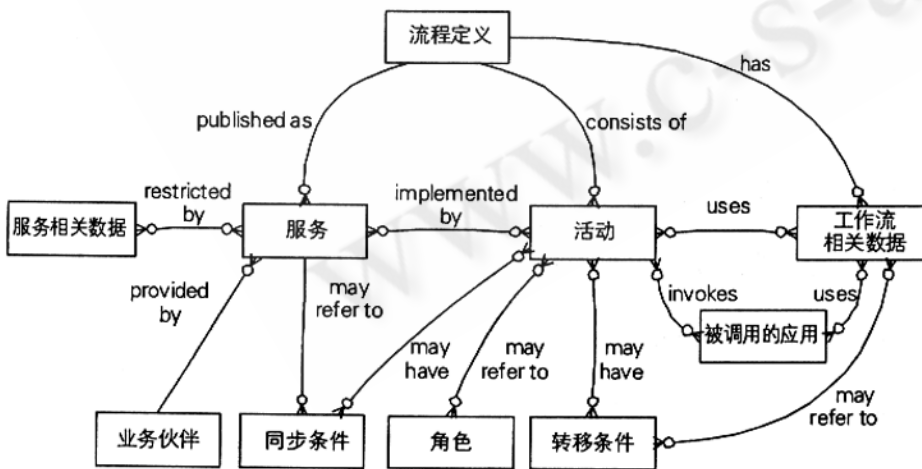 流程定义
has
published as
consists of
restricted
by
implemented
by
uses
服务相关数据
服务
活动
工作流
相关数据
provided
by
may
refer to
invokes
uses
被调用的应用
may
have
may
refer to
may
have
may
refer to
业务伙伴
同步条件
角色
转移条件
www.c-s-a